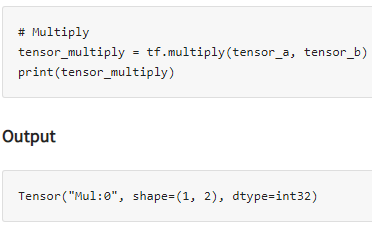 # Multiply
tensor_multiply = tf.multiply(tensor_a, tensor_b)
print(tensor_multiply)
Output
Tensor("Mul:0", shape=(1, 2), dtype=int32)